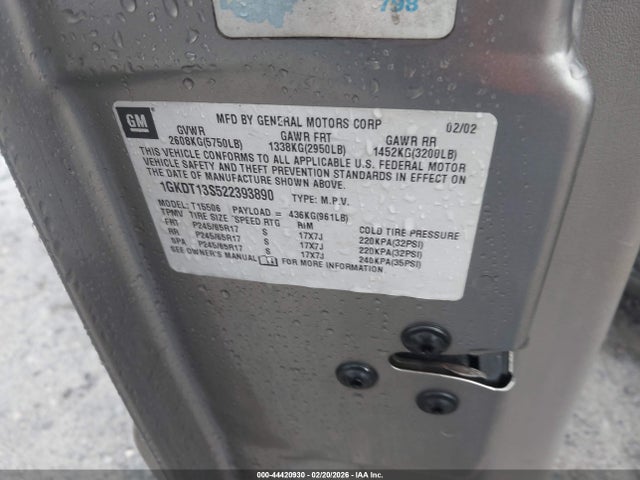 798
GM
MFD BY GENERAL MOTORS CORP 02/02
GVWR GAWR FRT GAWR RR
2608KG(5750LB) 1338KG(2950LB) 1452KG(3200LB)
THIS VEHICLE CONFORMS TO ALL APPLICABLE U.S. FEDERAL MOTOR
VEHICLE SAFETY AND THEFT PREVENTION STANDARDS IN EFFECT ON
THE DATE OF MANUFACTURE SHOWN ABOVE.
1GKDT13S522393890 TYPE: M.P.V.
MODEL: T15506 PAYLOAD = 436KG(961LB)
TPMV TIRE SIZE SPEED RTG RIM COLD TIRE PRESSURE
FRT P245/65R17 S 17X7J 220KPA(32PSI)
RR P245/65R17 S 17X7J 220KPA(32PSI)
SPA P245/65R17 S 17X7J 240KPA(35PSI)
SEE OWNER'S MANUAL FOR MORE INFORMATION
000-44420930 - 02/20/2026 - IAA Inc.